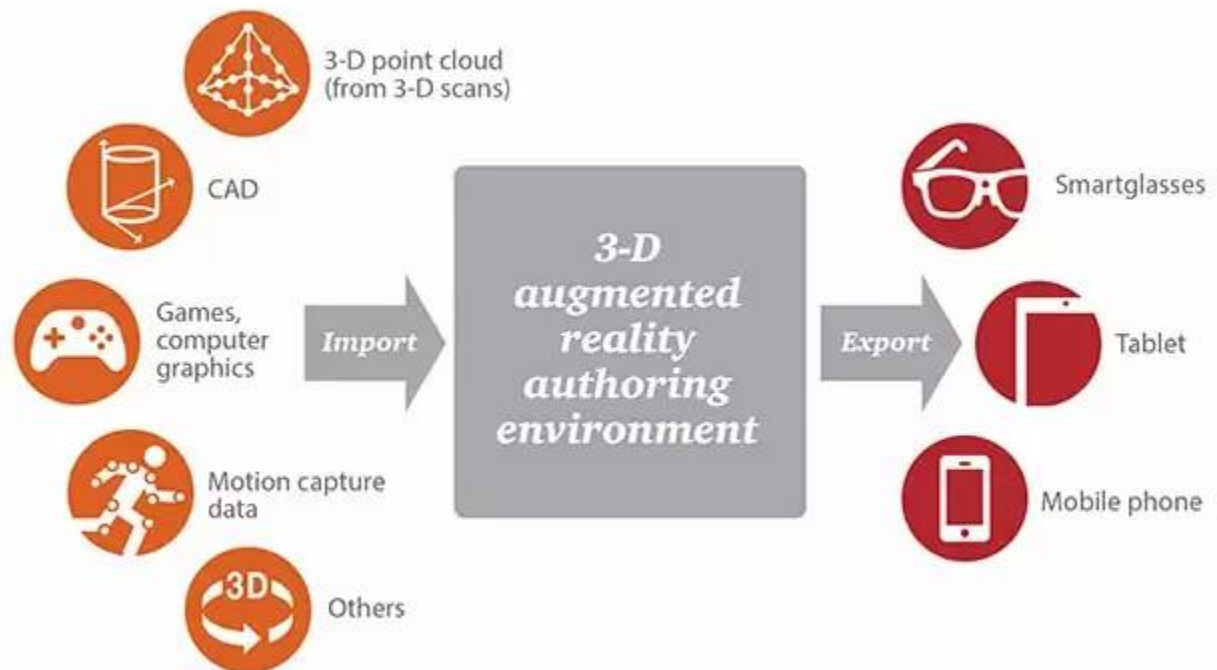 3-D point cloud
(from 3-D scans)
CAD
Games,
computer
graphics
Motion capture
data
3D
Others
Import
3-D
augmented
reality
authoring
environment
Export
Smartglasses
Tablet
Mobile phone